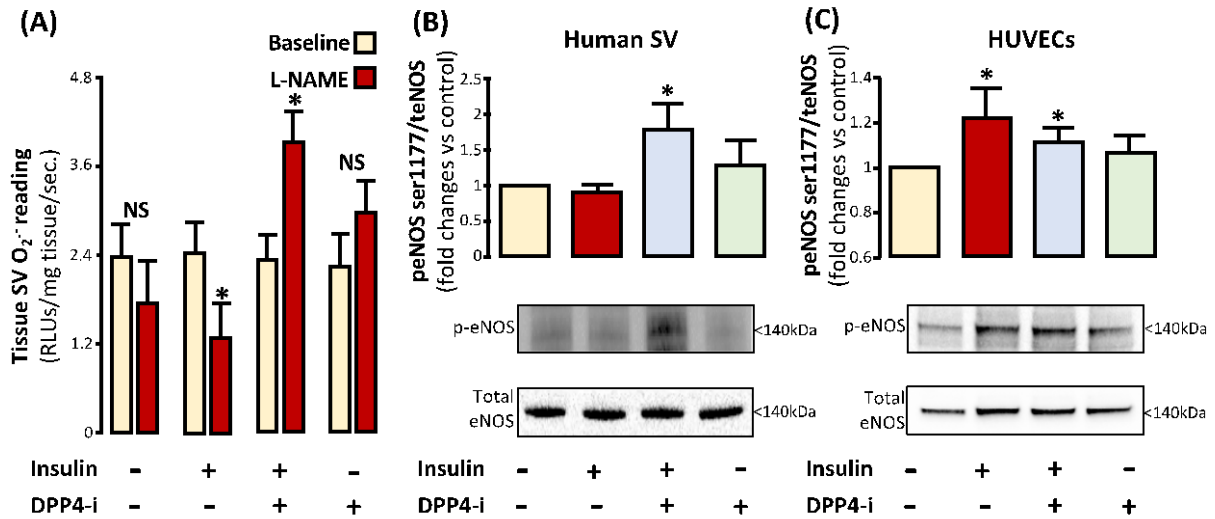 (A)
Baseline
L-NAME
Tissue SV O₂·⁻ reading
(RLUs/mg tissue/sec.)
4.8
3.6
2.4
1.2
0
NS
*
*
NS
Insulin - + + -
DPP4-i - - + +
(B)
Human SV
peNOS ser1177/teNOS
(fold changes vs control)
2.5
2
1.5
1
0.5
0
*
p-eNOS <140kDa
Total
eNOS <140kDa
Insulin - + + -
DPP4-i - - + +
(C)
HUVECs
peNOS ser1177/teNOS
(fold changes vs control)
1.4
1.2
1
0.8
0.6
*
*
p-eNOS <140kDa
Total
eNOS <140kDa
Insulin - + + -
DPP4-i - - + +